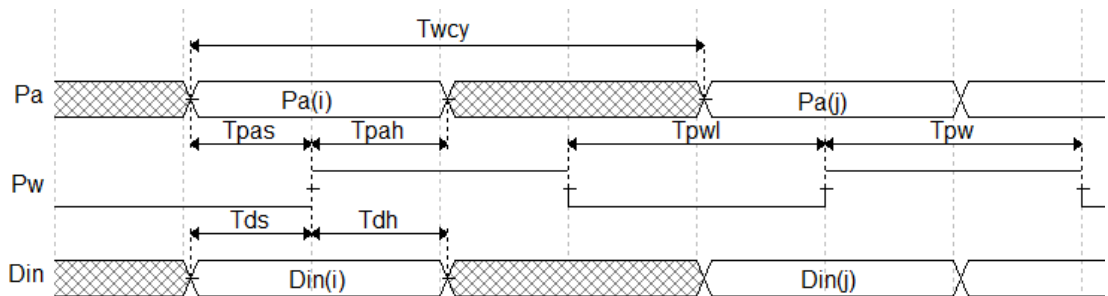 Twcy
Pa Pa(i) Pa(j)
Tpas Tpah Tpwl Tpw
Pw
Tds Tdh
Din Din(i) Din(j)